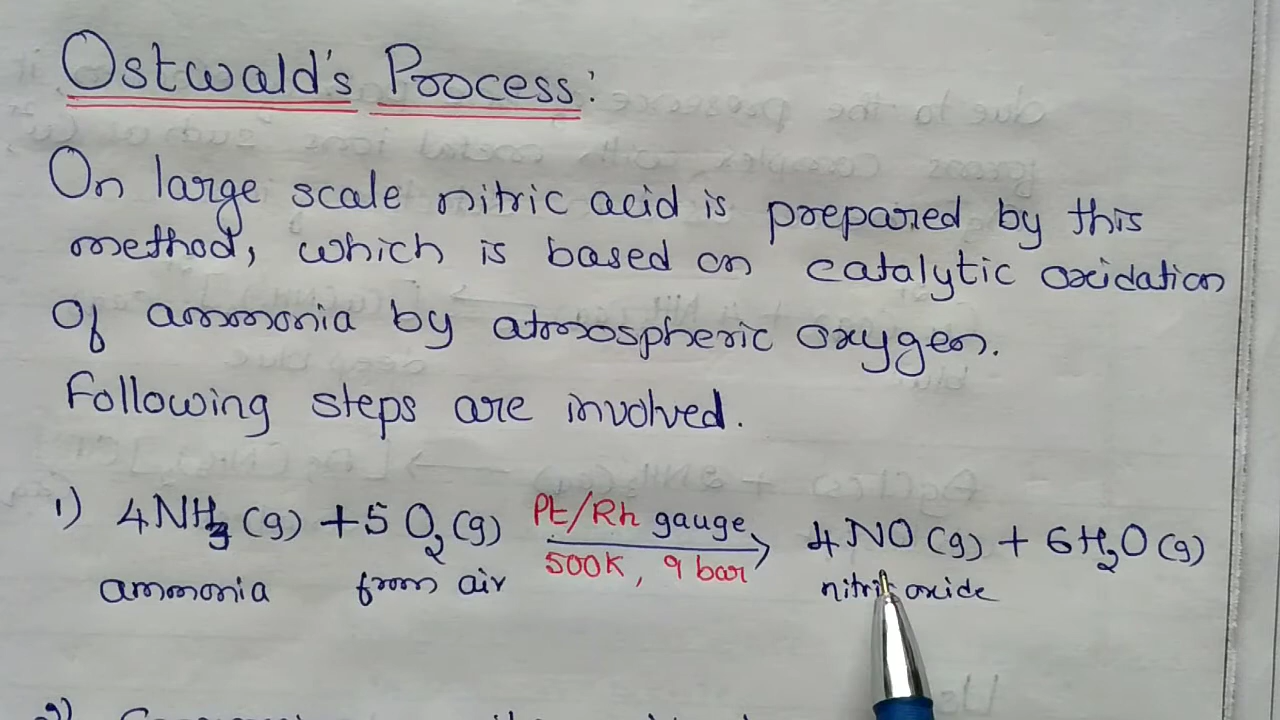 Ostwald's Process:
On large scale nitric acid is prepared by this
method, which is based on catalytic oxidation
of ammonia by atmospheric oxygen.
Following steps are involved.
1) 4NH₃(g) + 5O₂(g) Pt/Rh gauge 500K, 9 bar → 4NO(g) + 6H₂O(g)
ammonia from air nitric oxide
2)